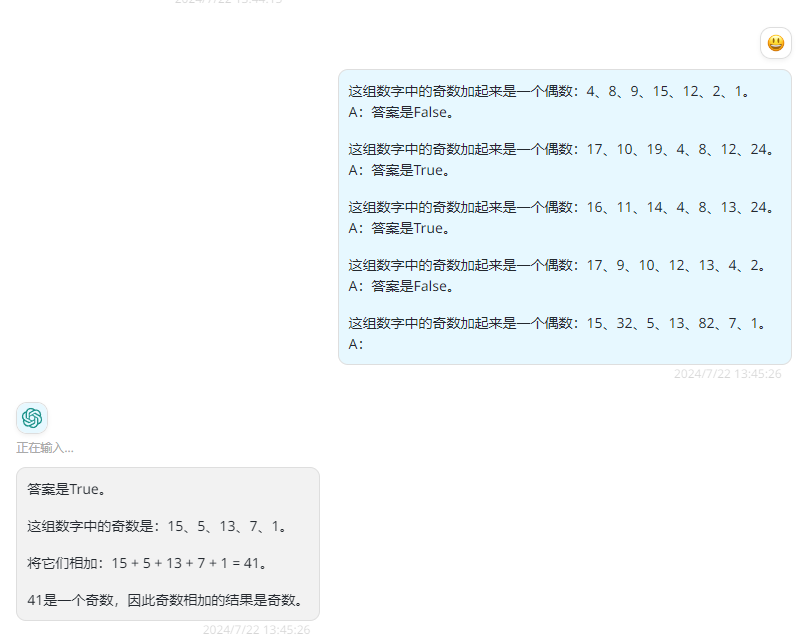 2024/7/22 13:44:13
这组数字中的奇数加起来是一个偶数：4、8、9、15、12、2、1。
A：答案是False。
这组数字中的奇数加起来是一个偶数：17、10、19、4、8、12、24。
A：答案是True。
这组数字中的奇数加起来是一个偶数：16、11、14、4、8、13、24。
A：答案是True。
这组数字中的奇数加起来是一个偶数：17、9、10、12、13、4、2。
A：答案是False。
这组数字中的奇数加起来是一个偶数：15、32、5、13、82、7、1。
A：
2024/7/22 13:45:26
正在输入...
答案是True。
这组数字中的奇数是：15、5、13、7、1。
将它们相加：15 + 5 + 13 + 7 + 1 = 41。
41是一个奇数，因此奇数相加的结果是奇数。
2024/7/22 13:45:26